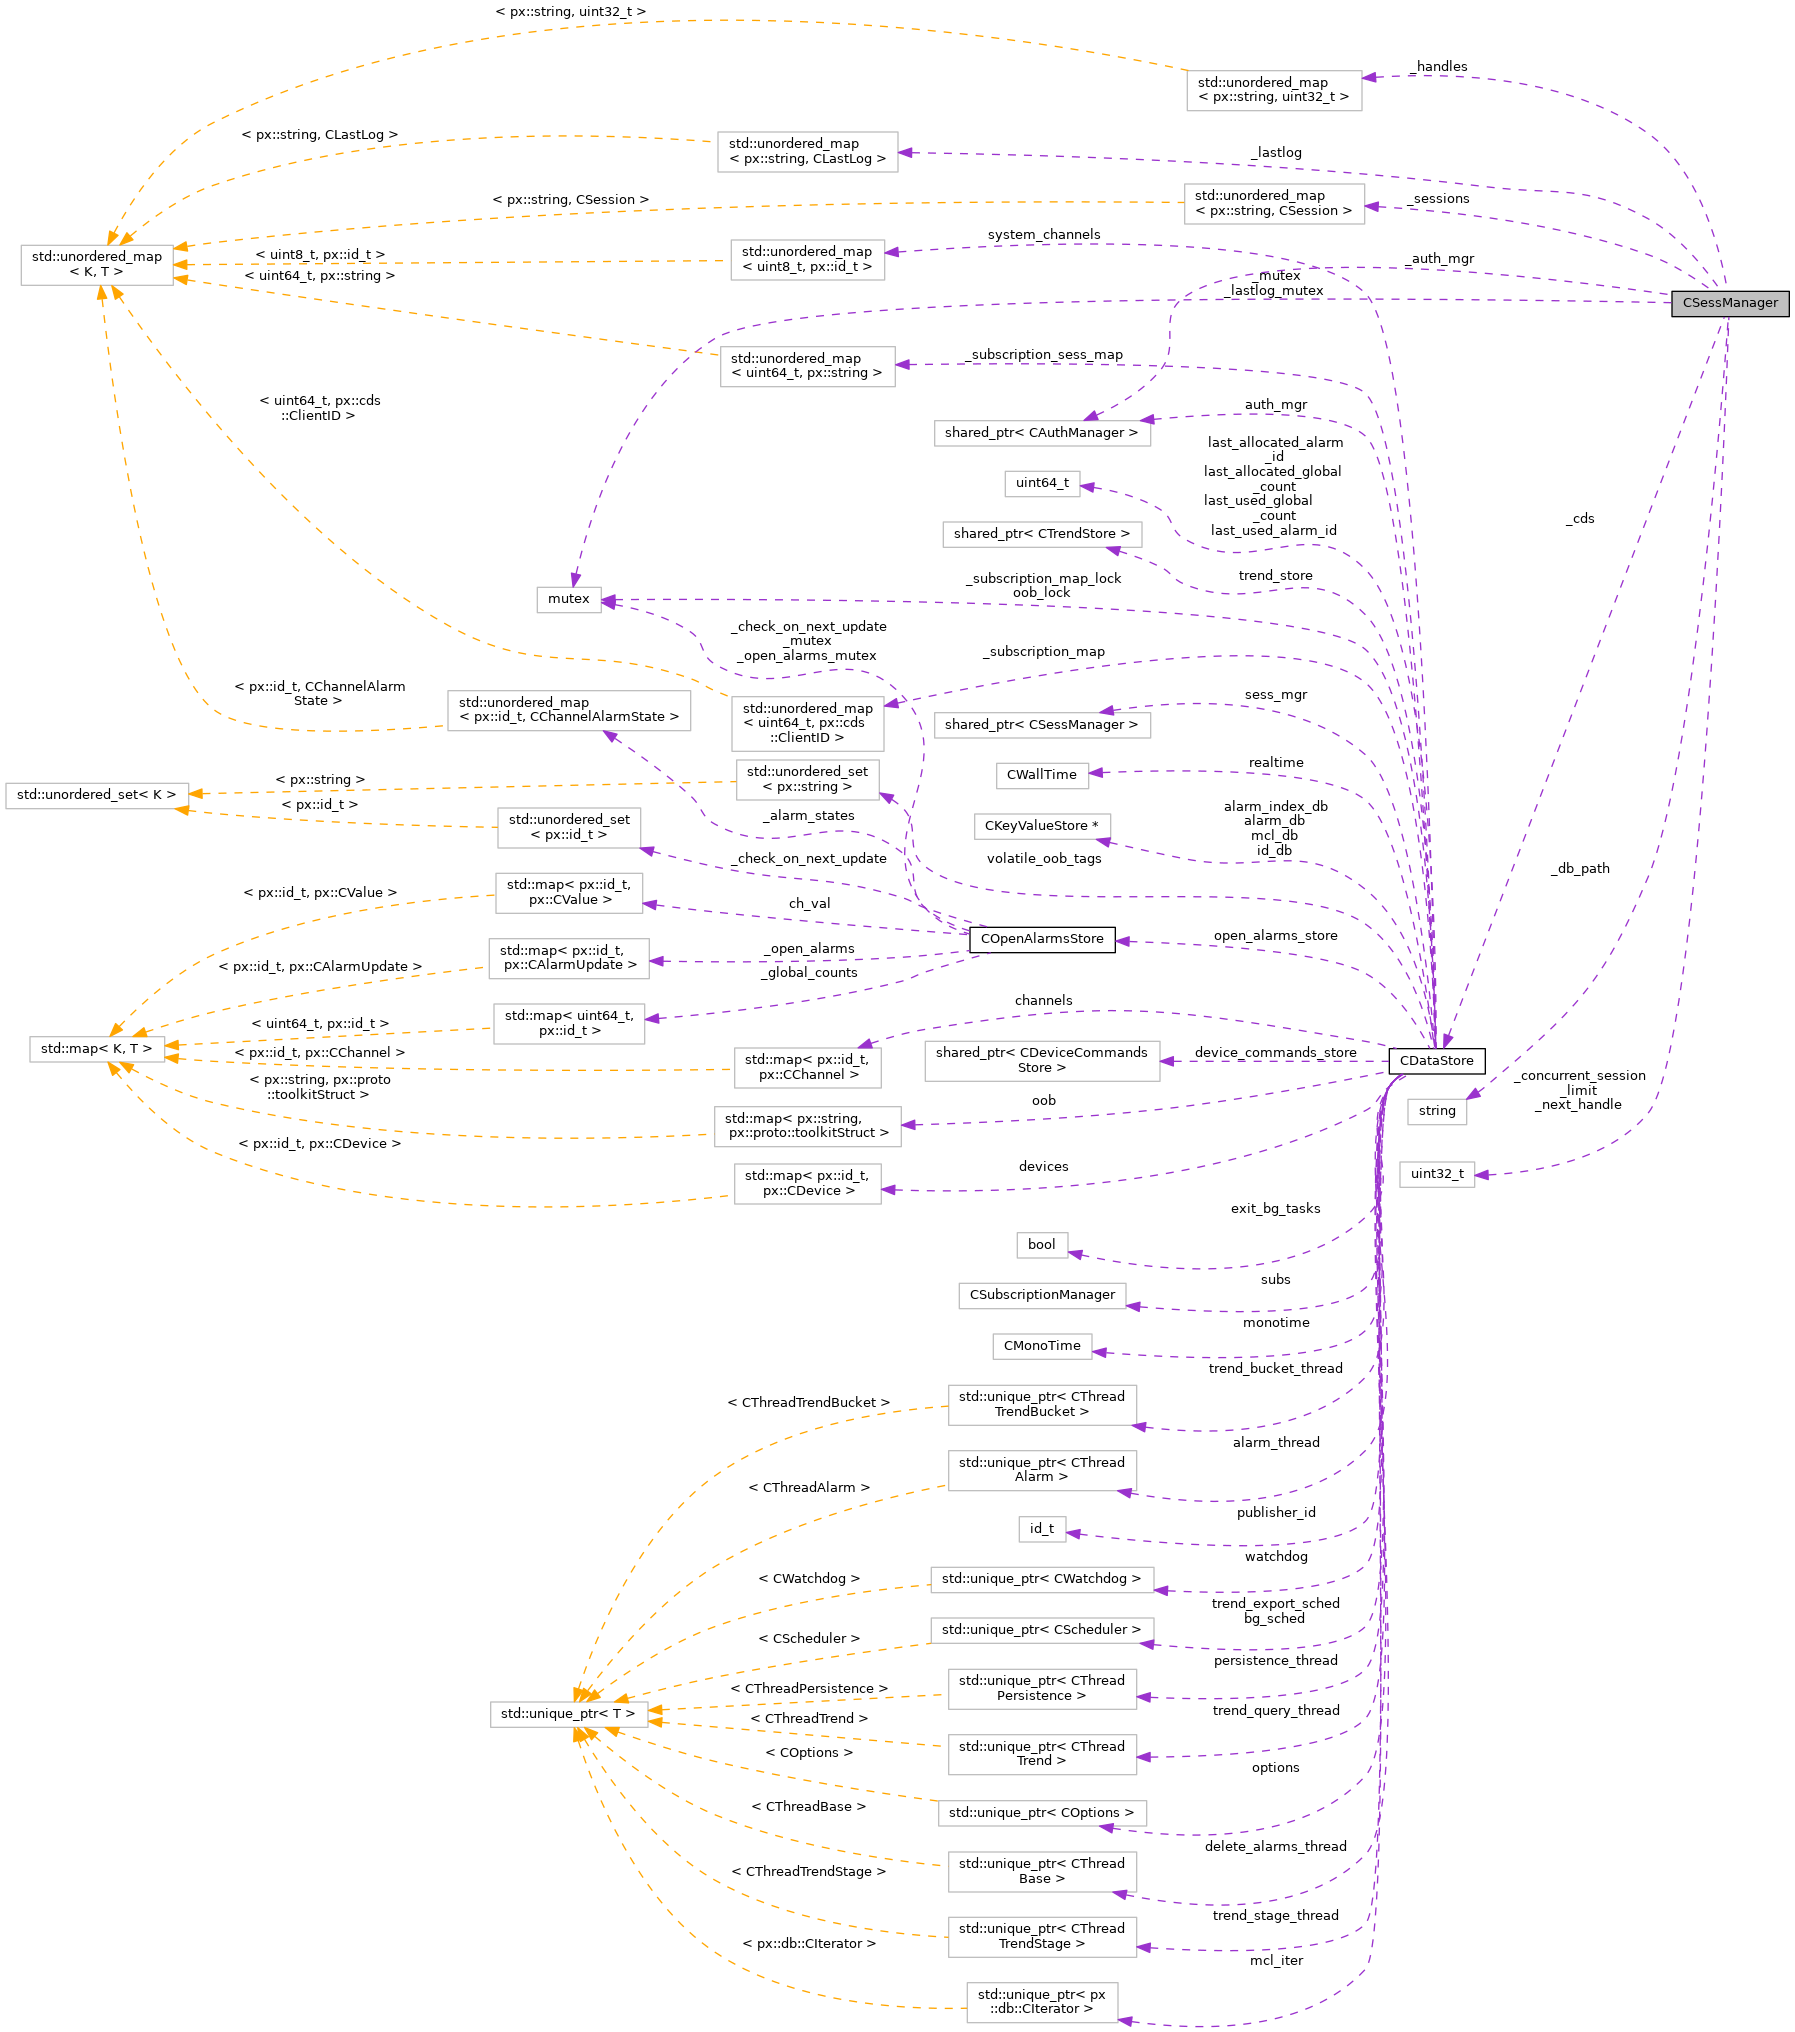 < px::string, uint32_t >
_handles
std::unordered_map
< px::string, uint32_t >
< px::string, CLastLog >
std::unordered_map
< px::string, CLastLog >
_lastlog
< px::string, CSession >
std::unordered_map
< px::string, CSession >
_sessions
std::unordered_map
< K, T >
< uint8_t, px::id_t >
< uint64_t, px::string >
std::unordered_map
< uint8_t, px::id_t >
system_channels
_auth_mgr
_mutex
_lastlog_mutex
CSessManager
std::unordered_map
< uint64_t, px::string >
_subscription_sess_map
< uint64_t, px::cds
::ClientID >
auth_mgr
shared_ptr< CAuthManager >
last_allocated_alarm
_id
last_allocated_global
_count
last_used_global
_count
last_used_alarm_id
uint64_t
_cds
shared_ptr< CTrendStore >
trend_store
mutex
_subscription_map_lock
oob_lock
_check_on_next_update
_mutex
_open_alarms_mutex
_subscription_map
< px::id_t, CChannelAlarm
State >
std::unordered_map
< px::id_t, CChannelAlarmState >
std::unordered_map
< uint64_t, px::cds
::ClientID >
sess_mgr
shared_ptr< CSessManager >
realtime
CWallTime
std::unordered_set< K >
< px::string >
< px::id_t >
std::unordered_set
< px::string >
std::unordered_set
< px::id_t >
_alarm_states
alarm_index_db
alarm_db
mcl_db
id_db
CKeyValueStore *
_check_on_next_update
volatile_oob_tags
_db_path
< px::id_t, px::CValue >
std::map< px::id_t,
px::CValue >
ch_val
COpenAlarmsStore
open_alarms_store
< px::id_t, px::CAlarmUpdate >
std::map< px::id_t,
px::CAlarmUpdate >
_open_alarms
_global_counts
< uint64_t, px::id_t >
std::map< uint64_t,
px::id_t >
channels
std::map< K, T >
< px::id_t, px::CChannel >
std::map< px::id_t,
px::CChannel >
shared_ptr< CDeviceCommands
Store >
device_commands_store
CDataStore
< px::string, px::proto
::toolkitStruct >
std::map< px::string,
px::proto::toolkitStruct >
oob
string
_concurrent_session
_limit
_next_handle
< px::id_t, px::CDevice >
std::map< px::id_t,
px::CDevice >
devices
uint32_t
exit_bg_tasks
bool
subs
CSubscriptionManager
monotime
CMonoTime
trend_bucket_thread
< CThreadTrendBucket >
std::unique_ptr< CThread
TrendBucket >
alarm_thread
< CThreadAlarm >
std::unique_ptr< CThread
Alarm >
publisher_id
id_t
watchdog
< CWatchdog >
std::unique_ptr< CWatchdog >
trend_export_sched
bg_sched
< CScheduler >
std::unique_ptr< CScheduler >
persistence_thread
< CThreadPersistence >
std::unique_ptr< CThread
Persistence >
std::unique_ptr< T >
trend_query_thread
< CThreadTrend >
std::unique_ptr< CThread
Trend >
< COptions >
options
std::unique_ptr< COptions >
< CThreadBase >
delete_alarms_thread
std::unique_ptr< CThread
Base >
< CThreadTrendStage >
trend_stage_thread
std::unique_ptr< CThread
TrendStage >
< px::db::CIterator >
mcl_iter
std::unique_ptr< px
::db::CIterator >